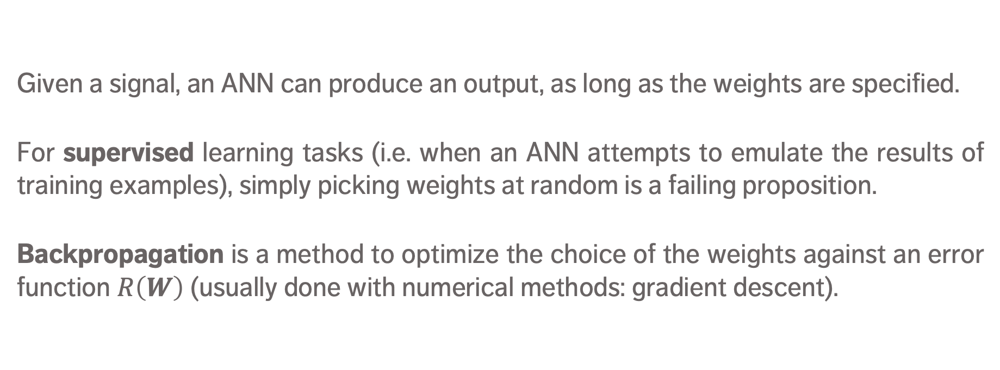 Given a signal, an ANN can produce an output, as long as the weights are specified.
For supervised learning tasks (i.e. when an ANN attempts to emulate the results of
training examples), simply picking weights at random is a failing proposition.
Backpropagation is a method to optimize the choice of the weights against an error
function R(W) (usually done with numerical methods: gradient descent).